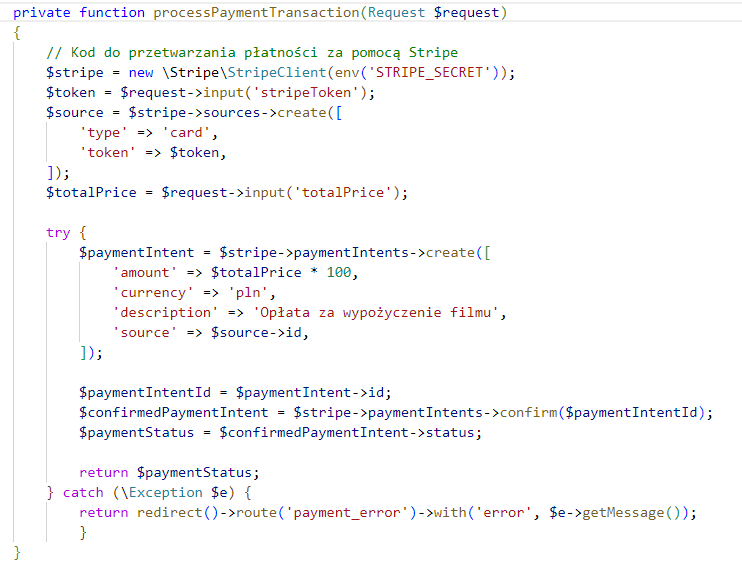 private function processPaymentTransaction(Request $request)
{
    // Kod do przetwarzania płatności za pomocą Stripe
    $stripe = new \Stripe\StripeClient(env('STRIPE_SECRET'));
    $token = $request->input('stripeToken');
    $source = $stripe->sources->create([
        'type' => 'card',
        'token' => $token,
    ]);
    $totalPrice = $request->input('totalPrice');

    try {
        $paymentIntent = $stripe->paymentIntents->create([
            'amount' => $totalPrice * 100,
            'currency' => 'pln',
            'description' => 'Opłata za wypożyczenie filmu',
            'source' => $source->id,
        ]);

        $paymentIntentId = $paymentIntent->id;
        $confirmedPaymentIntent = $stripe->paymentIntents->confirm($paymentIntentId);
        $paymentStatus = $confirmedPaymentIntent->status;

        return $paymentStatus;
    } catch (\Exception $e) {
        return redirect()->route('payment_error')->with('error', $e->getMessage());
        }
}